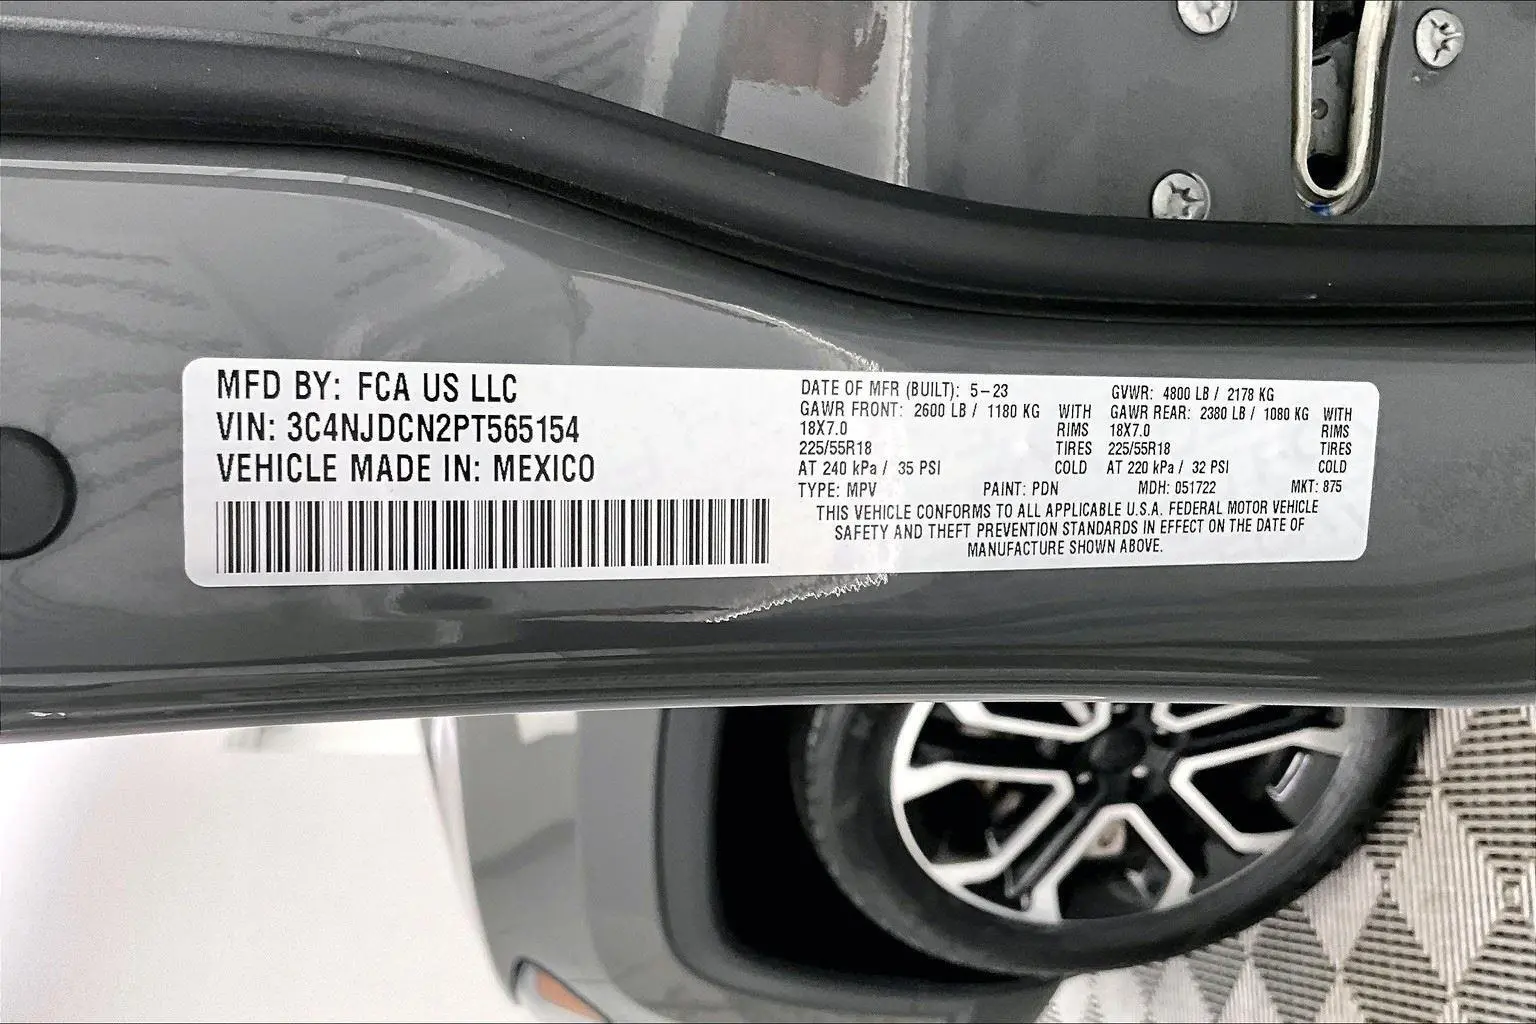 MFD BY: FCA US LLC
VIN: 3C4NJDCN2PT565154
VEHICLE MADE IN: MEXICO
DATE OF MFR (BUILT): 5-23 GVWR: 4800 LB / 2178 KG
GAWR FRONT: 2600 LB / 1180 KG WITH GAWR REAR: 2380 LB / 1080 KG WITH
18X7.0 RIMS 18X7.0 RIMS
225/55R18 TIRES 225/55R18 TIRES
AT 240 kPa / 35 PSI COLD AT 220 kPa / 32 PSI COLD
TYPE: MPV PAINT: PDN MDH: 051722 MKT: 875
THIS VEHICLE CONFORMS TO ALL APPLICABLE U.S.A. FEDERAL MOTOR VEHICLE
SAFETY AND THEFT PREVENTION STANDARDS IN EFFECT ON THE DATE OF
MANUFACTURE SHOWN ABOVE.